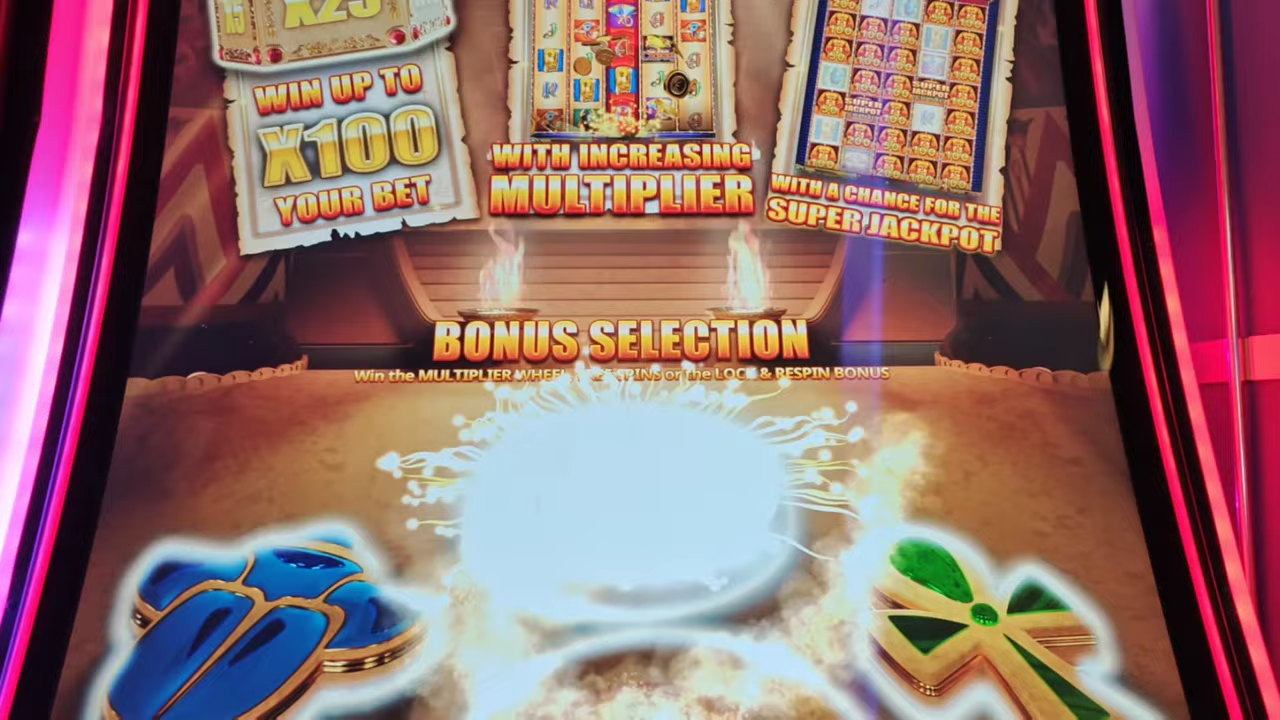 X25
WIN UP TO
X100
YOUR BET
WITH INCREASING
MULTIPLIER
WITH A CHANCE FOR THE
SUPER JACKPOT
BONUS SELECTION
Win the MULTIPLIER WHEEL SPINS or the LOCK & RESPIN BONUS